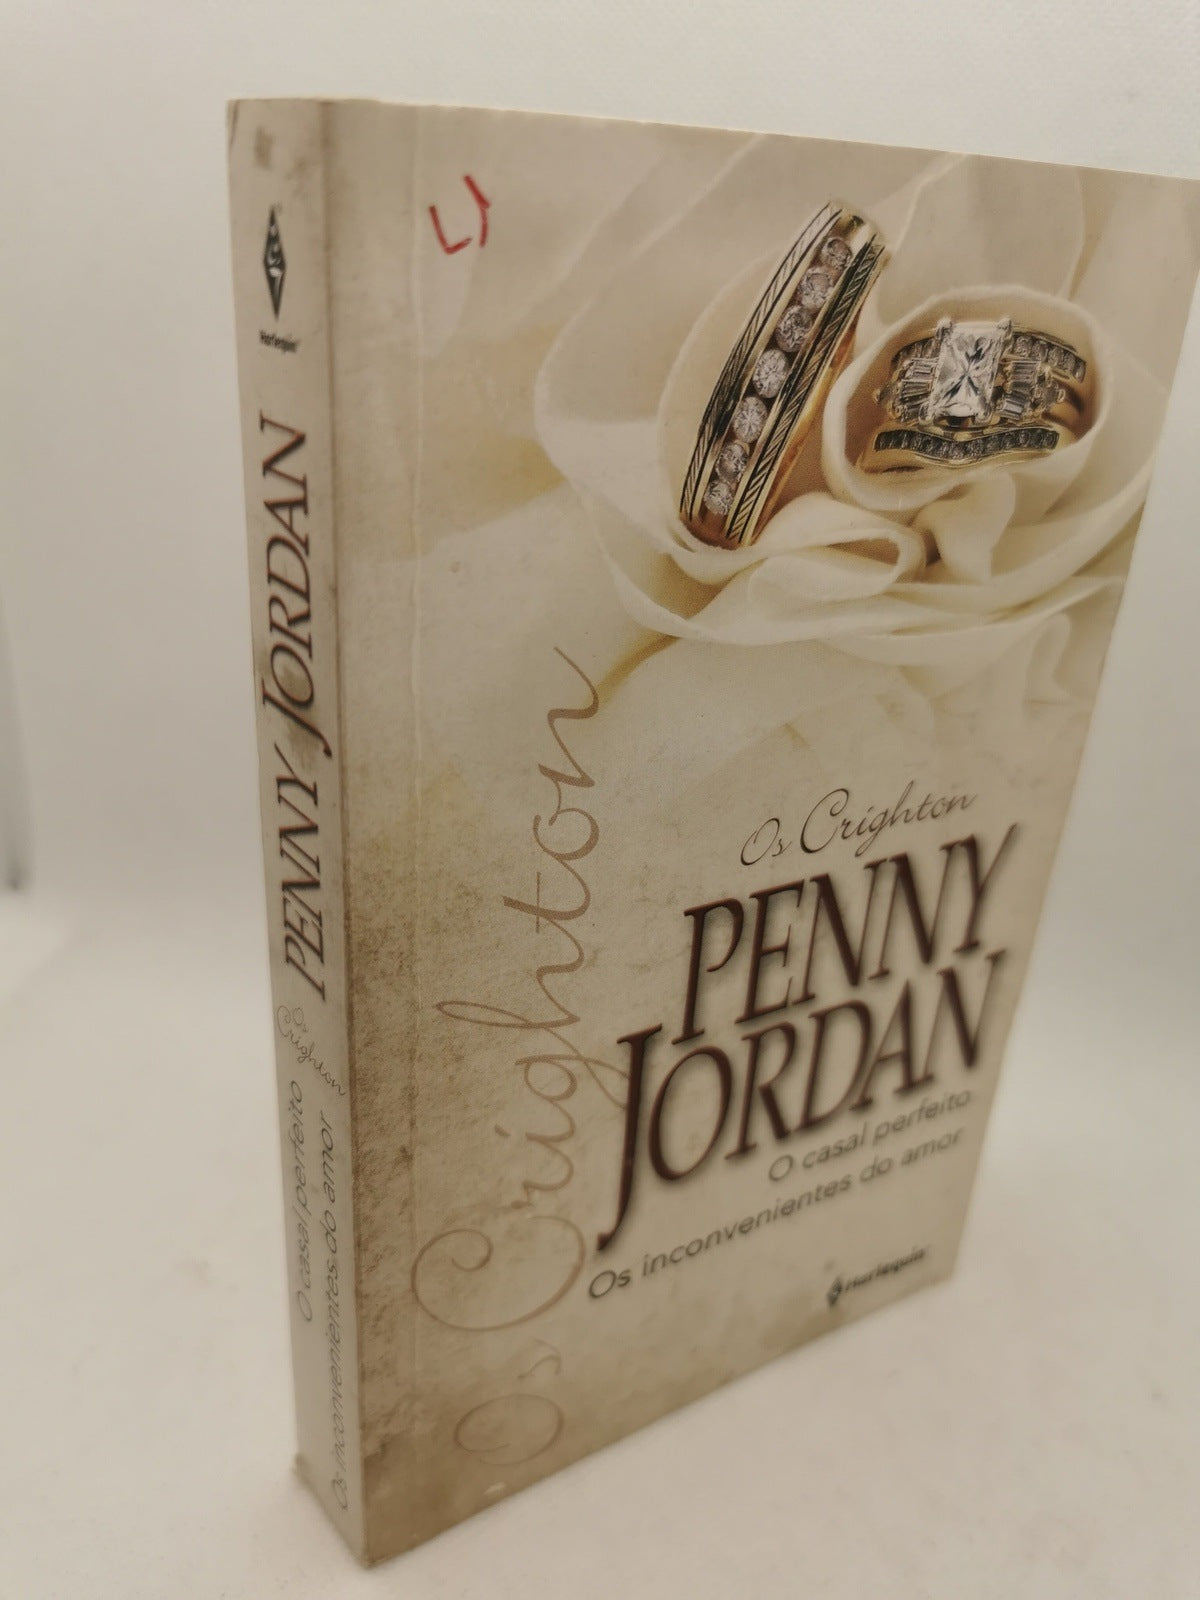 Harlequin
PENNY JORDAN
Os Crighton
O casal perfeito
Os inconvenientes do amor
Os Crighton
Os Crighton
PENNY
JORDAN
O casal perfeito
Os inconvenientes do amor
Harlequin